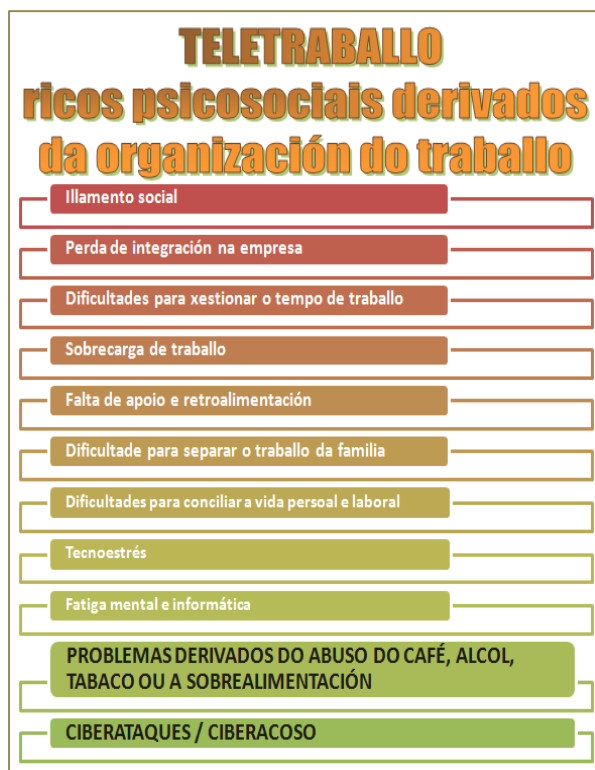 TELETRABALLO
ricos psicosociais derivados
da organización do traballo
Illamento social
Perda de integración na empresa
Dificultades para xestionar o tempo de traballo
Sobrecarga de traballo
Falta de apoio e retroalimentación
Dificultade para separar o traballo da familia
Dificultades para conciliar a vida persoal e laboral
Tecnoestrés
Fatiga mental e informática
PROBLEMAS DERIVADOS DO ABUSO DO CAFÉ, ALCOL,
TABACO OU A SOBREALIMENTACIÓN
CIBERATAQUES / CIBERACOSO